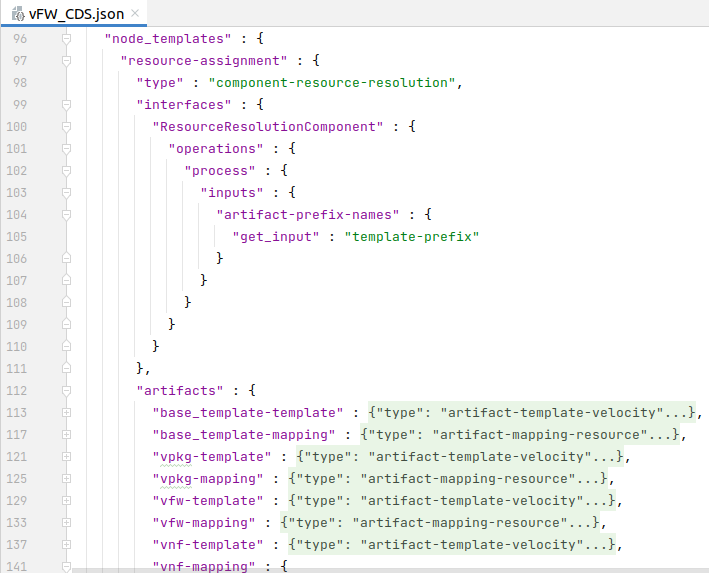 vFW_CDS.json
96 "node_templates" : {
97 "resource-assignment" : {
98 "type" : "component-resource-resolution",
99 "interfaces" : {
100 "ResourceResolutionComponent" : {
101 "operations" : {
102 "process" : {
103 "inputs" : {
104 "artifact-prefix-names" : {
105 "get_input" : "template-prefix"
106 }
107 }
108 }
109 }
110 }
111 },
112 "artifacts" : {
113 "base_template-template" : {"type": "artifact-template-velocity"...},
117 "base_template-mapping" : {"type": "artifact-mapping-resource"...},
121 "vpkg-template" : {"type": "artifact-template-velocity"...},
125 "vpkg-mapping" : {"type": "artifact-mapping-resource"...},
129 "vfw-template" : {"type": "artifact-template-velocity"...},
133 "vfw-mapping" : {"type": "artifact-mapping-resource"...},
137 "vnf-template" : {"type": "artifact-template-velocity"...},
141 "vnf-mapping" : {